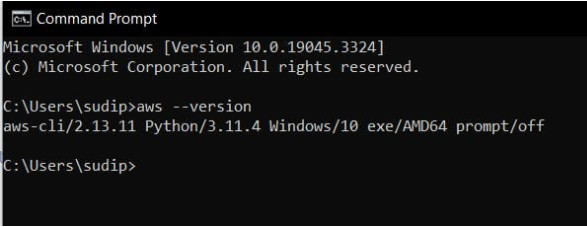 Command Prompt
Microsoft Windows [Version 10.0.19045.3324]
(c) Microsoft Corporation. All rights reserved.
C:\Users\sudip>aws --version
aws-cli/2.13.11 Python/3.11.4 Windows/10 exe/AMD64 prompt/off
C:\Users\sudip>